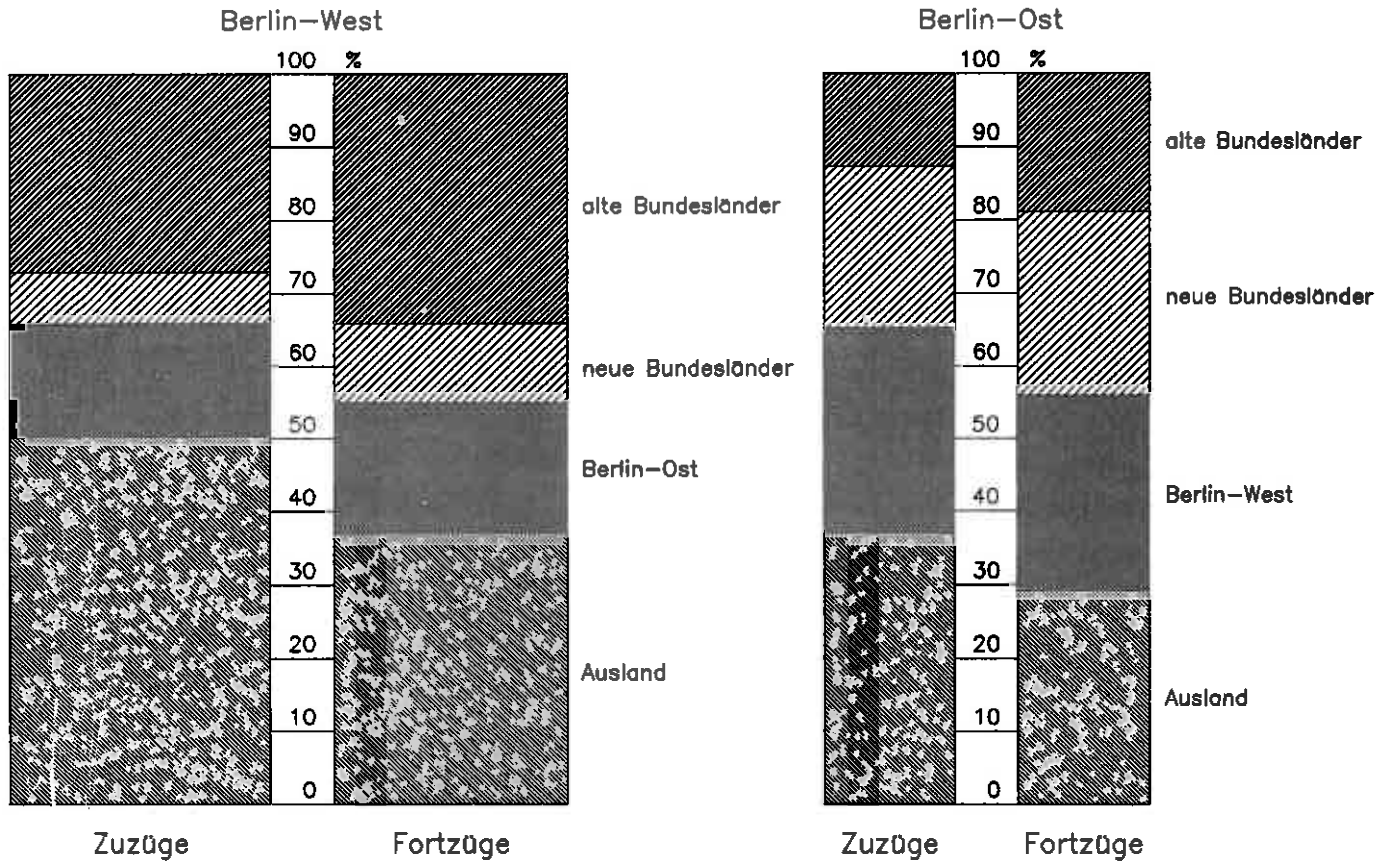 Berlin-West
100 %
90
80
70
60
50
40
30
20
10
0
alte Bundesländer
neue Bundesländer
Berlin-Ost
Ausland
Zuzüge
Fortzüge
Berlin-Ost
100 %
90
80
70
60
50
40
30
20
10
0
alte Bundesländer
neue Bundesländer
Berlin-West
Ausland
Zuzüge
Fortzüge